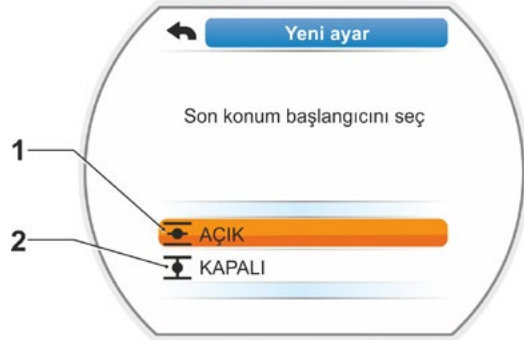 Yeni ayar
Son konum başlangıcını seç
1
AÇIK
2
KAPALI